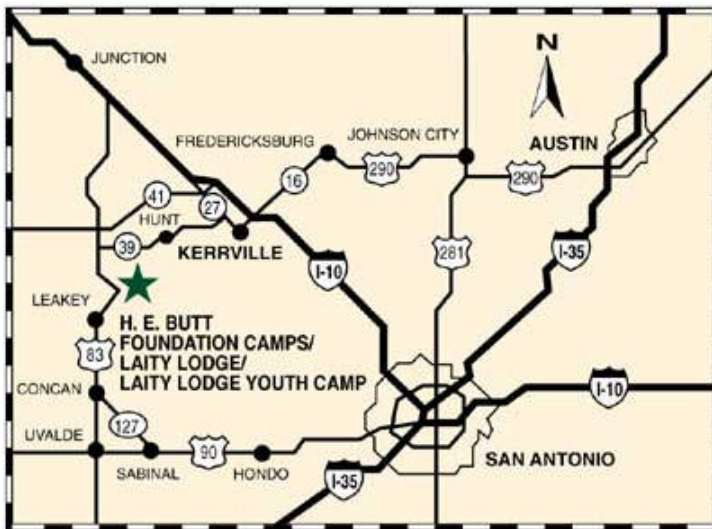 JUNCTION
N
FREDERICKSBURG
JOHNSON CITY
AUSTIN
290
290
16
41
27
HUNT
39
KERRVILLE
281
I-35
I-10
LEAKEY
H. E. BUTT
FOUNDATION CAMPS/
LAITY LODGE/
LAITY LODGE YOUTH CAMP
83
CONCAN
I-10
127
UVALDE
90
SABINAL
HONDO
SAN ANTONIO
I-35